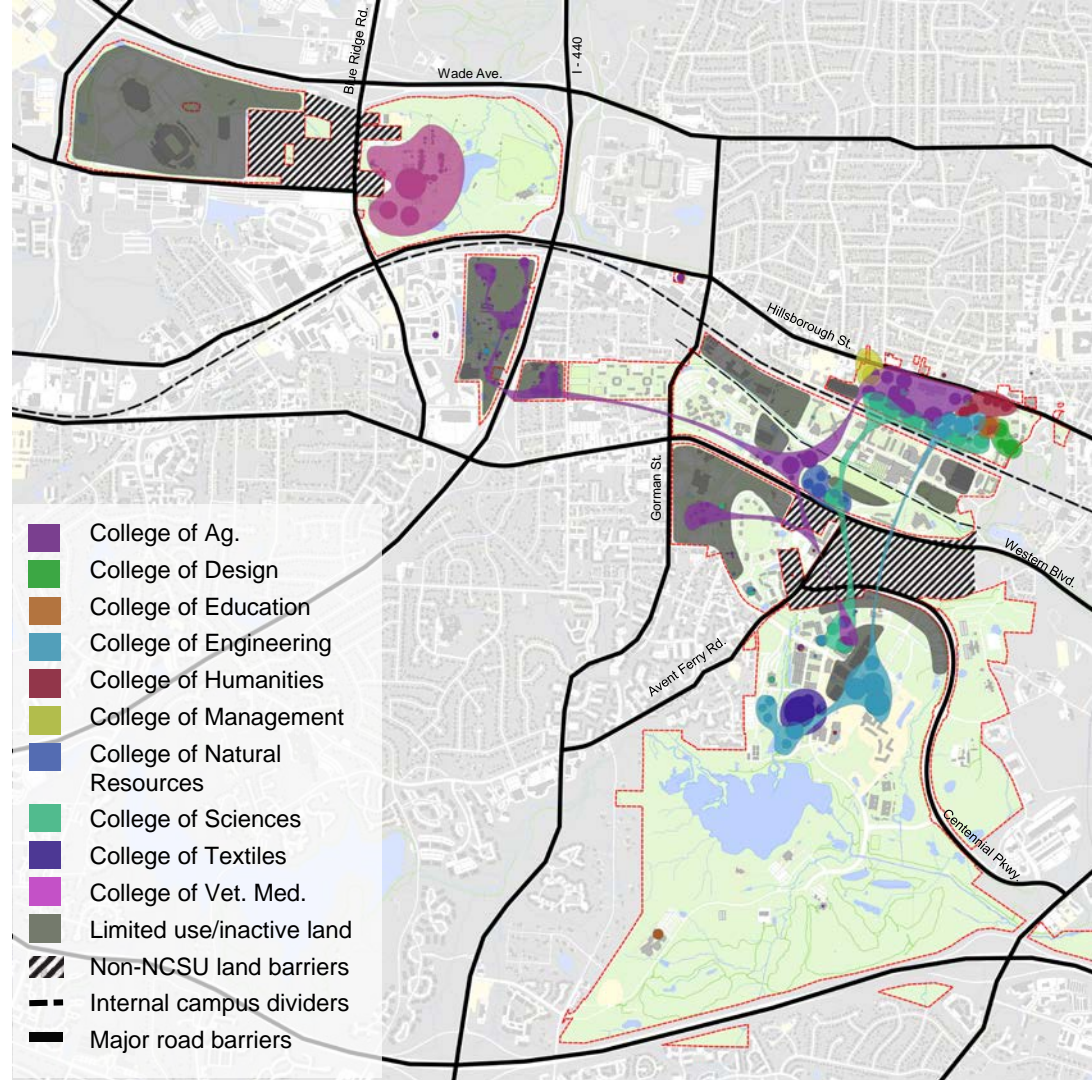 Blue Ridge Rd.
Wade Ave.
I - 440
Hillsborough St.
Gorman St.
Western Blvd.
Avent Ferry Rd.
Centennial Pkwy.
College of Ag.
College of Design
College of Education
College of Engineering
College of Humanities
College of Management
College of Natural
Resources
College of Sciences
College of Textiles
College of Vet. Med.
Limited use/inactive land
Non-NCSU land barriers
Internal campus dividers
Major road barriers